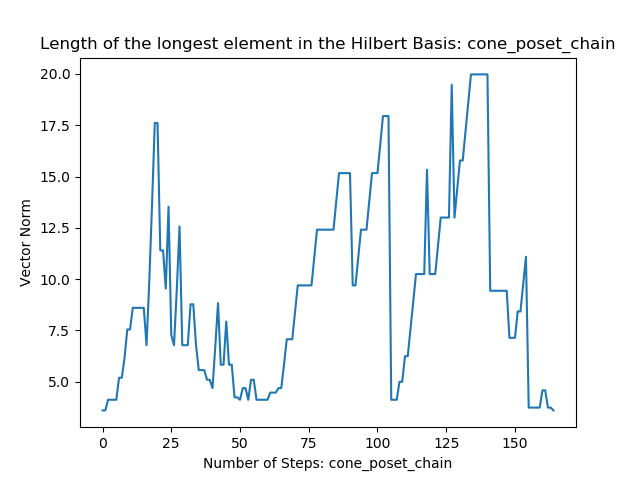 Length of the longest element in the Hilbert Basis: cone_poset_chain
20.0
17.5
15.0
12.5
10.0
7.5
5.0
Vector Norm
0 25 50 75 100 125 150
Number of Steps: cone_poset_chain